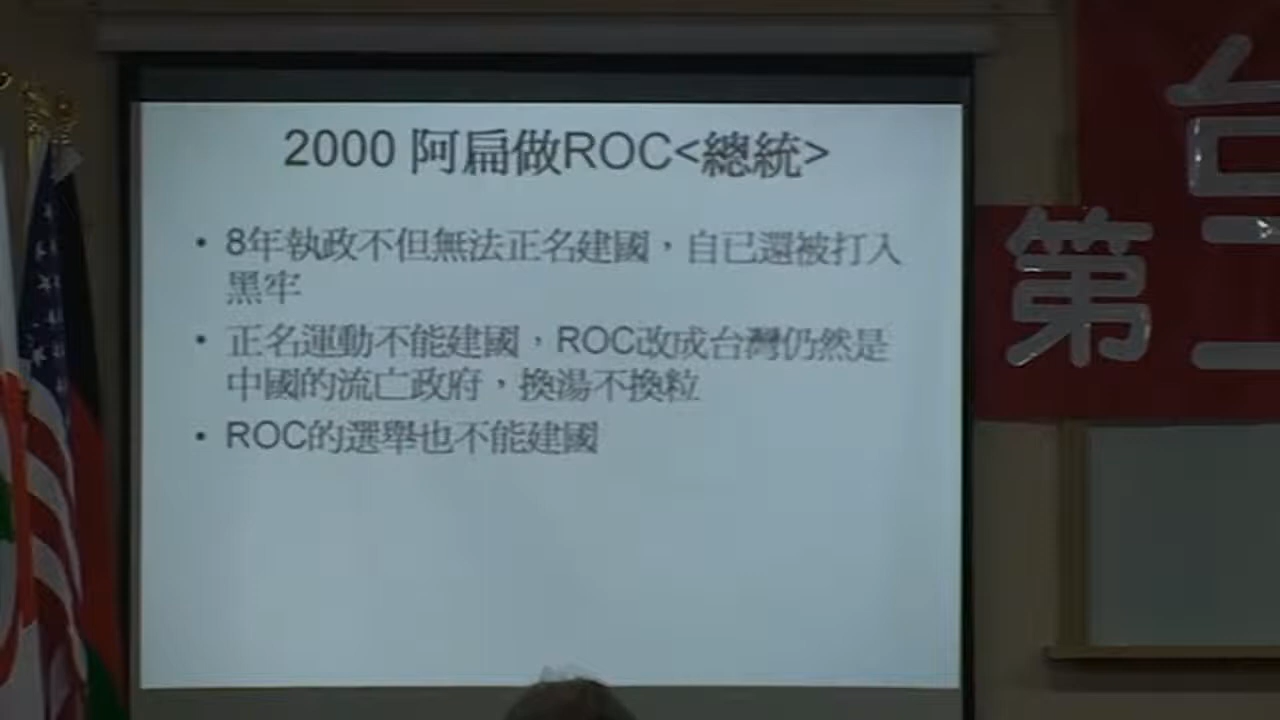 2000 阿扁做ROC<總統>
• 8年執政不但無法正名建國，自已還被打入
黑牢
• 正名運動不能建國，ROC改成台灣仍然是
中國的流亡政府，換湯不換粒
• ROC的選舉也不能建國
台
第二